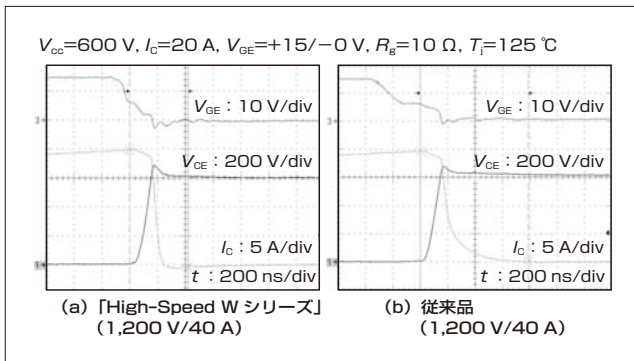 Vcc=600 V, IC=20 A, VGE=+15/−0 V, Rg=10 Ω, Tj=125 ℃
VGE：10 V/div
VCE：200 V/div
IC：5 A/div
t：200 ns/div
VGE：10 V/div
VCE：200 V/div
IC：5 A/div
t：200 ns/div
(a)「High-Speed W シリーズ」
(1,200 V/40 A)
(b) 従来品
(1,200 V/40 A)